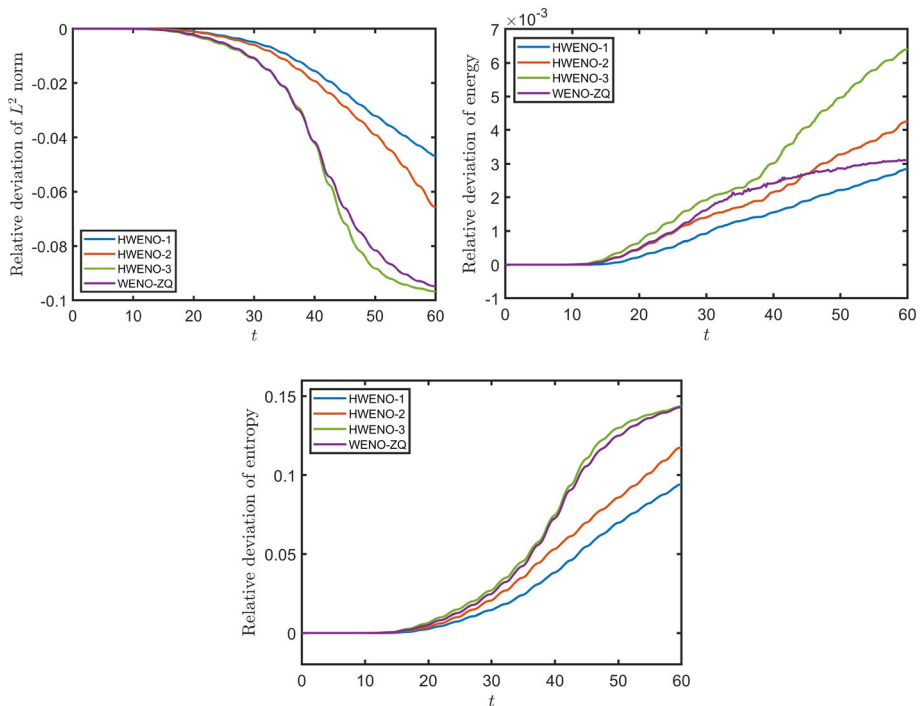 Relative deviation of L² norm
0
-0.02
-0.04
-0.06
-0.08
-0.1
HWENO-1
HWENO-2
HWENO-3
WENO-ZQ
0 10 20 30 40 50 60
t
Relative deviation of energy
×10⁻³
7
6
5
4
3
2
1
0
-1
HWENO-1
HWENO-2
HWENO-3
WENO-ZQ
0 10 20 30 40 50 60
t
Relative deviation of entropy
0.15
0.1
0.05
0
HWENO-1
HWENO-2
HWENO-3
WENO-ZQ
0 10 20 30 40 50 60
t